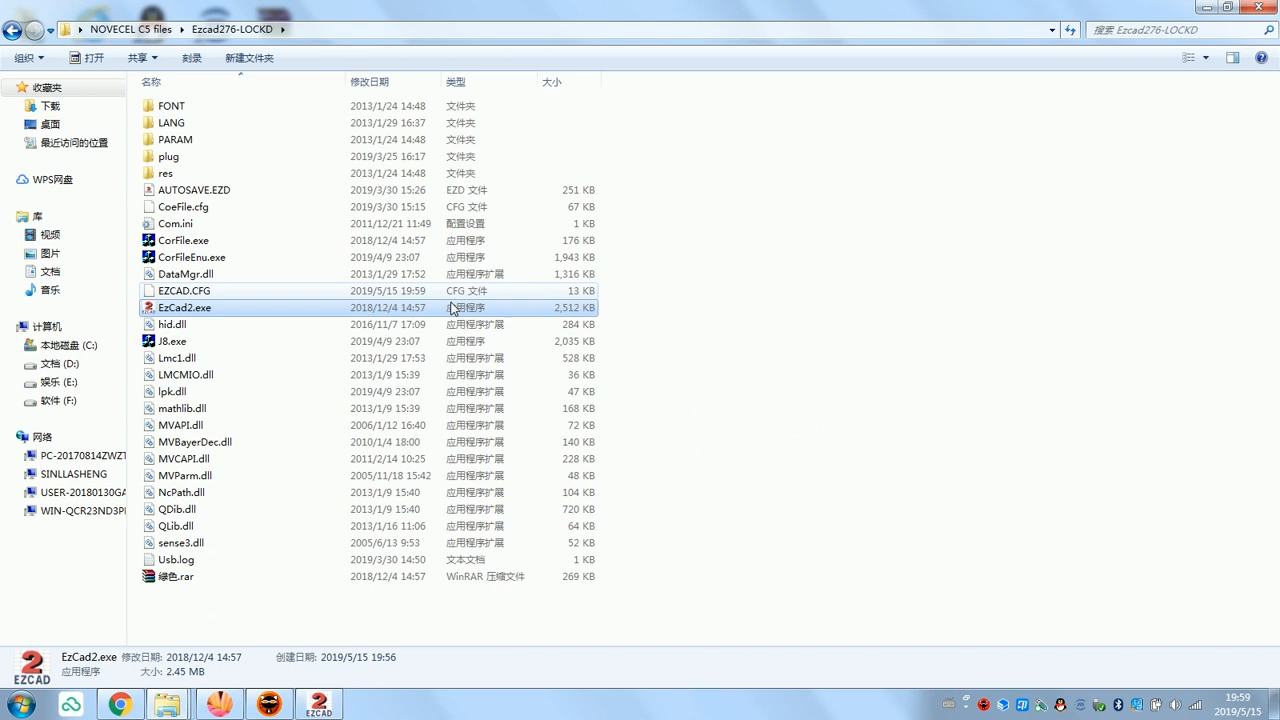 NOVECEL C5 files ▸ Ezcad276-LOCKD ▸
搜索 Ezcad276-LOCKD
组织 打开 共享 刻录 新建文件夹
名称 修改日期 类型 大小
收藏夹
下载
桌面
最近访问的位置
WPS网盘
库
视频
图片
文档
音乐
计算机
本地磁盘 (C:)
文档 (D:)
娱乐 (E:)
软件 (F:)
网络
PC-20170814ZWZT
SINLLASHENG
USER-20180130GA
WIN-QCR23ND3P
FONT 2013/1/24 14:48 文件夹
LANG 2013/1/29 16:37 文件夹
PARAM 2013/1/24 14:48 文件夹
plug 2019/3/25 16:17 文件夹
res 2013/1/24 14:48 文件夹
AUTOSAVE.EZD 2019/3/30 15:26 EZD 文件 251 KB
CoeFile.cfg 2019/3/30 15:15 CFG 文件 67 KB
Com.ini 2011/12/21 11:49 配置设置 1 KB
CorFile.exe 2018/12/4 14:57 应用程序 176 KB
CorFileEnu.exe 2019/4/9 23:07 应用程序 1,943 KB
DataMgr.dll 2013/1/29 17:52 应用程序扩展 1,316 KB
EZCAD.CFG 2019/5/15 19:59 CFG 文件 13 KB
EzCad2.exe 2018/12/4 14:57 应用程序 2,512 KB
hid.dll 2016/11/7 17:09 应用程序扩展 284 KB
J8.exe 2019/4/9 23:07 应用程序 2,035 KB
Lmc1.dll 2013/1/29 17:53 应用程序扩展 528 KB
LMCMIO.dll 2013/1/9 15:39 应用程序扩展 36 KB
lpk.dll 2019/4/9 23:07 应用程序扩展 47 KB
mathlib.dll 2013/1/9 15:39 应用程序扩展 168 KB
MVAPI.dll 2006/1/12 16:40 应用程序扩展 72 KB
MVBayerDec.dll 2010/1/4 18:00 应用程序扩展 140 KB
MVCAPI.dll 2011/2/14 10:25 应用程序扩展 228 KB
MVParm.dll 2005/11/18 15:42 应用程序扩展 48 KB
NcPath.dll 2013/1/9 15:40 应用程序扩展 104 KB
QDib.dll 2013/1/9 15:40 应用程序扩展 720 KB
QLib.dll 2013/1/16 11:06 应用程序扩展 64 KB
sense3.dll 2005/6/13 9:53 应用程序扩展 52 KB
Usb.log 2019/3/30 14:50 文本文档 1 KB
绿色.rar 2018/12/4 14:57 WinRAR 压缩文件 269 KB
2
EZCAD
EzCad2.exe 修改日期: 2018/12/4 14:57 创建日期: 2019/5/15 19:56
应用程序 大小: 2.45 MB
2
EZCAD
19:59
2019/5/15